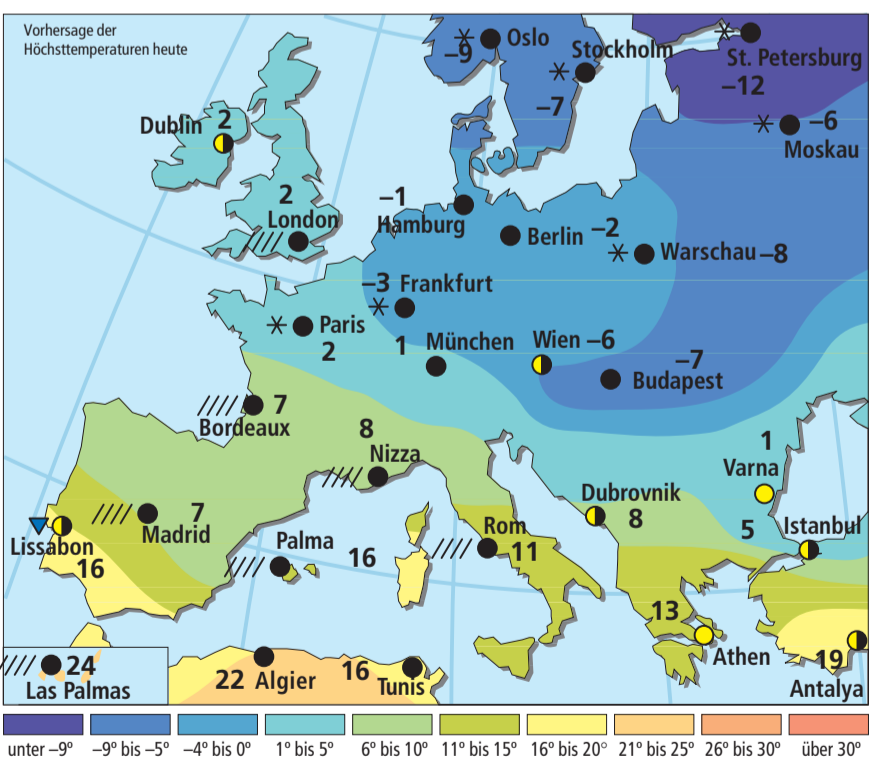 Vorhersage der
Höchsttemperaturen heute
–9
Oslo
Stockholm
–7
St. Petersburg
–12
–6
Moskau
Dublin 2
2
London
–1
Hamburg
Berlin –2
Warschau –8
–3 Frankfurt
Paris
2
1 München
Wien –6
–7
Budapest
7
Bordeaux
8
Nizza
1
Varna
Dubrovnik
8
5 Istanbul
7
Madrid
Lissabon
16
Palma 16
Rom
11
13
Athen
24
Las Palmas
22 Algier
16
Tunis
19
Antalya
unter –9° –9° bis –5° –4° bis 0° 1° bis 5° 6° bis 10° 11° bis 15° 16° bis 20° 21° bis 25° 26° bis 30° über 30°